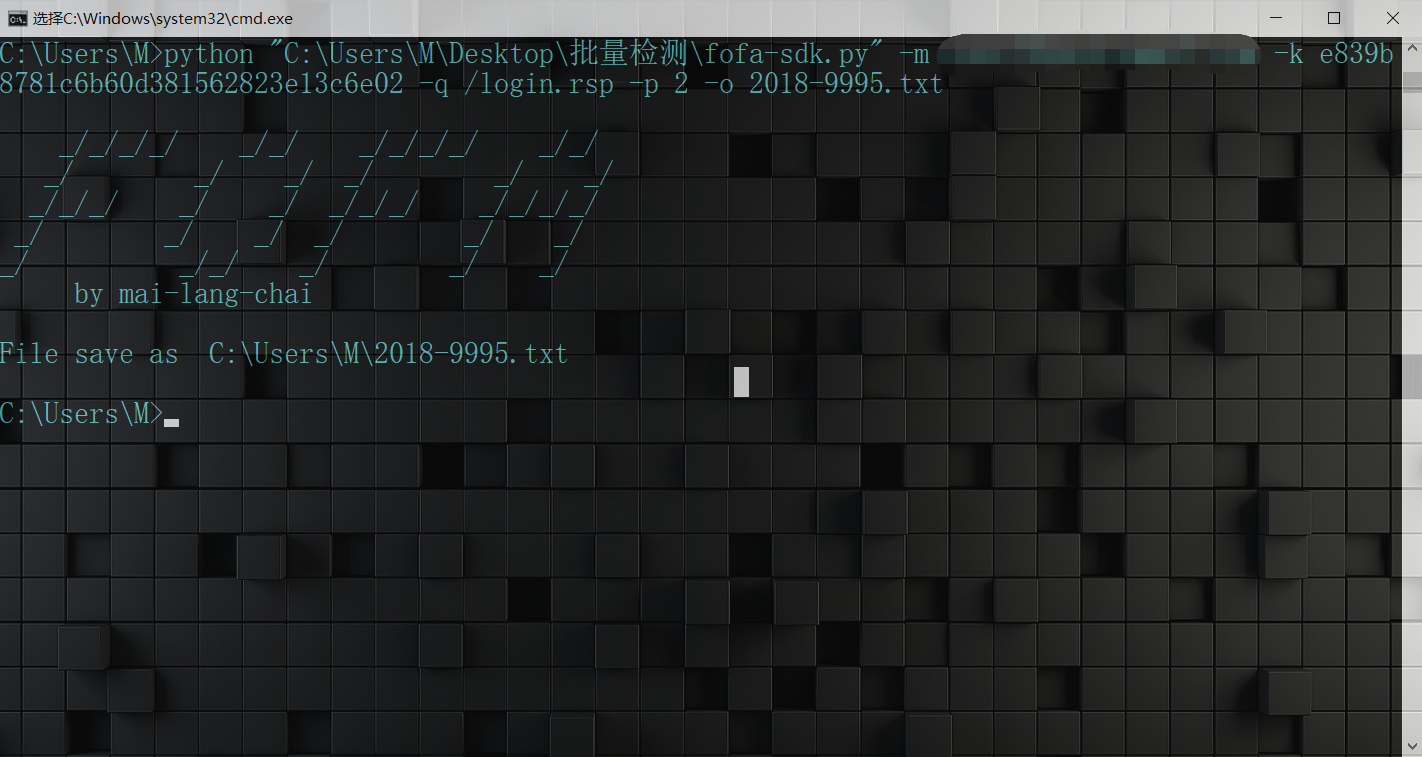 选择C:\Windows\system32\cmd.exe
C:\Users\M>python "C:\Users\M\Desktop\批量检测\fofa-sdk.py" -m -k e839b
8781c6b60d381562823e13c6e02 -q /login.rsp -p 2 -o 2018-9995.txt
_/_/_/_/ _/_/ _/_/_/_/ _/_/
_/ _/ _/ _/ _/ _/
_/_/_/ _/ _/ _/_/_/ _/_/_/_/
_/ _/ _/ _/ _/ _/
_/ _/_/ _/ _/ _/
by mai-lang-chai
File save as C:\Users\M\2018-9995.txt
C:\Users\M>